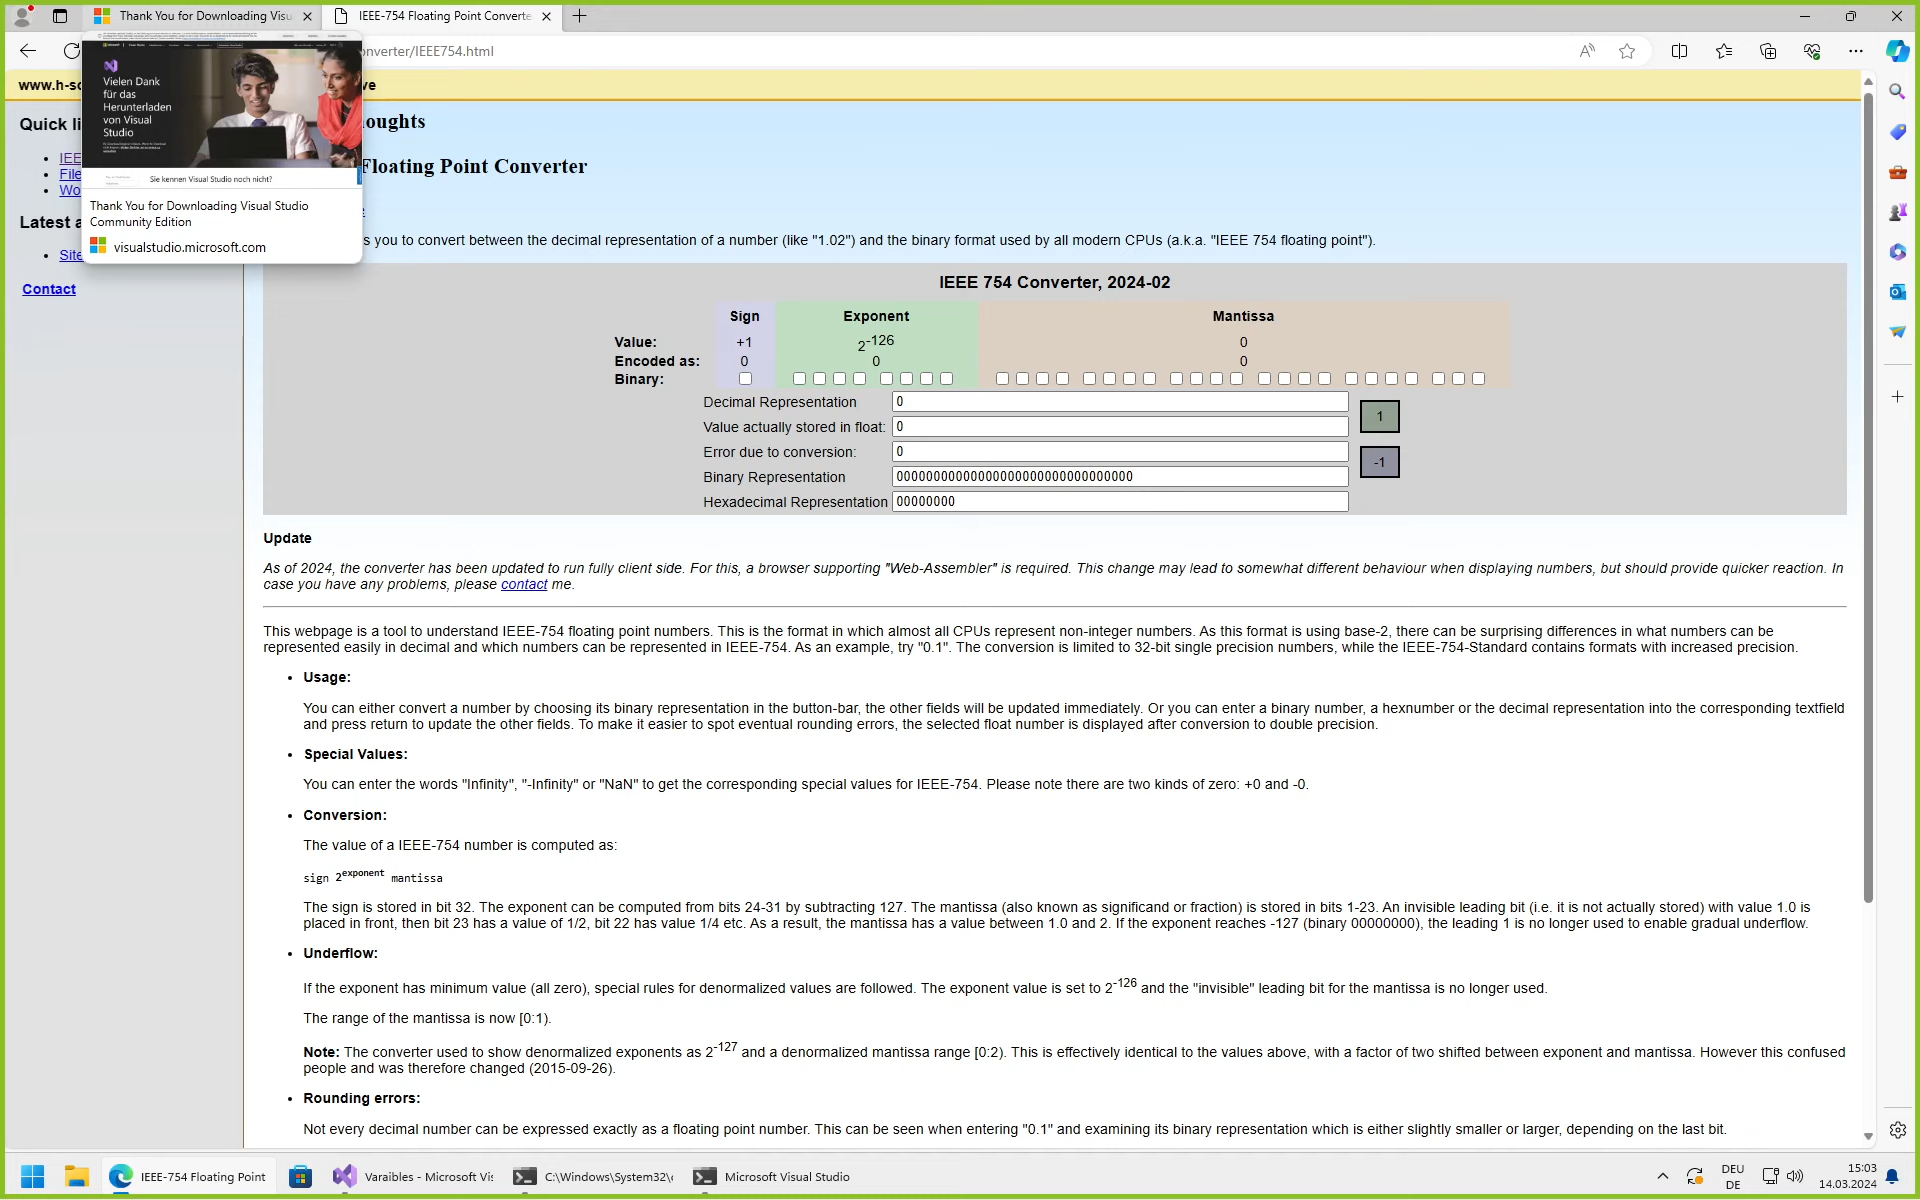 Thank You for Downloading Visu
IEEE-754 Floating Point Converte
nverter/IEEE754.html
www.h-sc
ve
Vielen Dank
für das
Herunterladen
von Visual
Studio
Sie kennen Visual Studio noch nicht?
Thank You for Downloading Visual Studio
Community Edition
visualstudio.microsoft.com
Quick li
IEE
File
Wo
Latest a
Site
Contact
oughts
Floating Point Converter
s you to convert between the decimal representation of a number (like "1.02") and the binary format used by all modern CPUs (a.k.a. "IEEE 754 floating point").
IEEE 754 Converter, 2024-02
Sign Exponent Mantissa
Value: +1 2-126 0
Encoded as: 0 0 0
Binary:
Decimal Representation 0
Value actually stored in float: 0
Error due to conversion: 0
Binary Representation 00000000000000000000000000000000
Hexadecimal Representation 00000000
1
-1
Update
As of 2024, the converter has been updated to run fully client side. For this, a browser supporting "Web-Assembler" is required. This change may lead to somewhat different behaviour when displaying numbers, but should provide quicker reaction. In
case you have any problems, please contact me.
This webpage is a tool to understand IEEE-754 floating point numbers. This is the format in which almost all CPUs represent non-integer numbers. As this format is using base-2, there can be surprising differences in what numbers can be
represented easily in decimal and which numbers can be represented in IEEE-754. As an example, try "0.1". The conversion is limited to 32-bit single precision numbers, while the IEEE-754-Standard contains formats with increased precision.
• Usage:
You can either convert a number by choosing its binary representation in the button-bar, the other fields will be updated immediately. Or you can enter a binary number, a hexnumber or the decimal representation into the corresponding textfield
and press return to update the other fields. To make it easier to spot eventual rounding errors, the selected float number is displayed after conversion to double precision.
• Special Values:
You can enter the words "Infinity", "-Infinity" or "NaN" to get the corresponding special values for IEEE-754. Please note there are two kinds of zero: +0 and -0.
• Conversion:
The value of a IEEE-754 number is computed as:
sign 2exponent mantissa
The sign is stored in bit 32. The exponent can be computed from bits 24-31 by subtracting 127. The mantissa (also known as significand or fraction) is stored in bits 1-23. An invisible leading bit (i.e. it is not actually stored) with value 1.0 is
placed in front, then bit 23 has a value of 1/2, bit 22 has value 1/4 etc. As a result, the mantissa has a value between 1.0 and 2. If the exponent reaches -127 (binary 00000000), the leading 1 is no longer used to enable gradual underflow.
• Underflow:
If the exponent has minimum value (all zero), special rules for denormalized values are followed. The exponent value is set to 2-126 and the "invisible" leading bit for the mantissa is no longer used.
The range of the mantissa is now [0:1).
Note: The converter used to show denormalized exponents as 2-127 and a denormalized mantissa range [0:2). This is effectively identical to the values above, with a factor of two shifted between exponent and mantissa. However this confused
people and was therefore changed (2015-09-26).
• Rounding errors:
Not every decimal number can be expressed exactly as a floating point number. This can be seen when entering "0.1" and examining its binary representation which is either slightly smaller or larger, depending on the last bit.
IEEE-754 Floating Point
Varaibles - Microsoft Vis
C:\Windows\System32\c
Microsoft Visual Studio
DEU
DE
15:03
14.03.2024